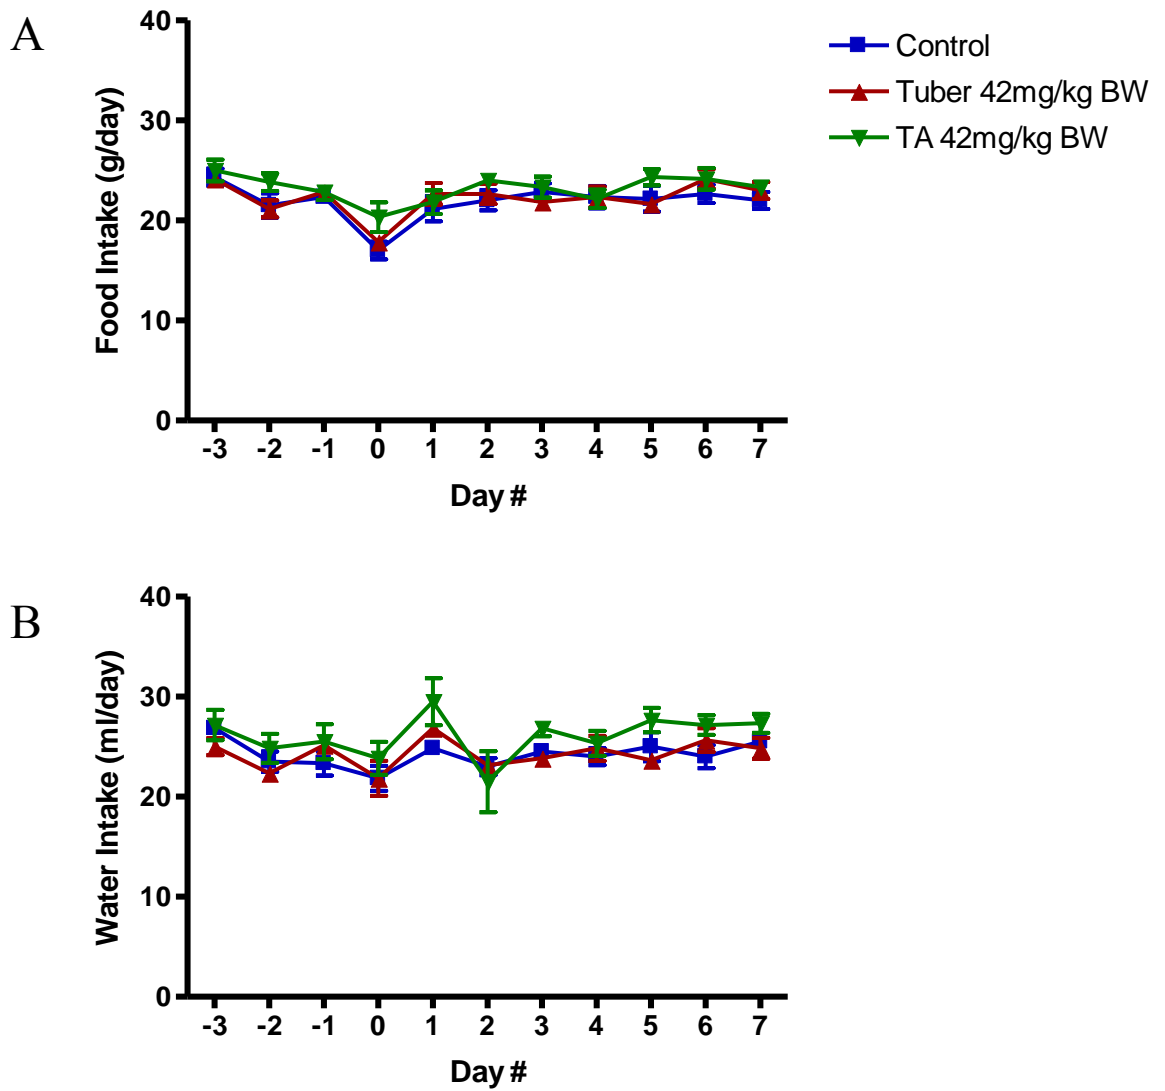 A
Food Intake (g/day)
40
30
20
10
0
-3 -2 -1 0 1 2 3 4 5 6 7
Day #
Control
Tuber 42mg/kg BW
TA 42mg/kg BW
B
Water Intake (ml/day)
40
30
20
10
0
-3 -2 -1 0 1 2 3 4 5 6 7
Day #